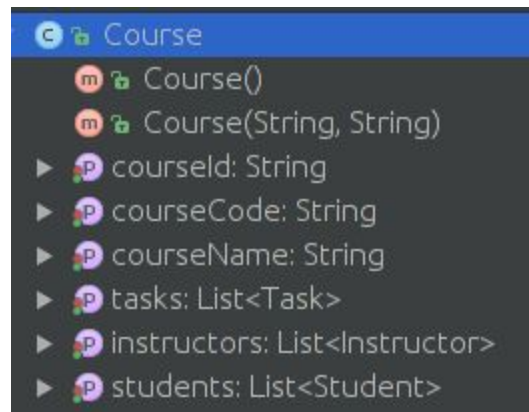 C Course
m Course()
m Course(String, String)
P courseId: String
P courseCode: String
P courseName: String
P tasks: List<Task>
P instructors: List<Instructor>
P students: List<Student>